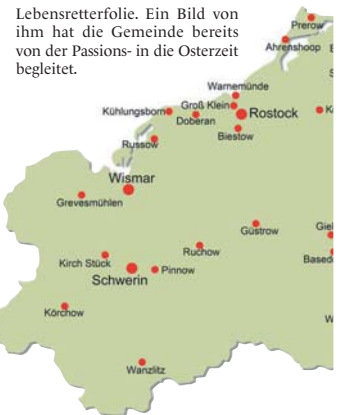 Lebensretterfolie. Ein Bild von
ihm hat die Gemeinde bereits
von der Passions- in die Osterzeit
begleitet.
Prerow
Ahrenshoop
Warnemünde
Groß Klein
Kühlungsborn
Rostock
Doberan
Biestow
Russow
Wismar
Grevesmühlen
Güstrow
Ruchow
Kirch Stück
Pinnow
Schwerin
Körchow
Wanzlitz